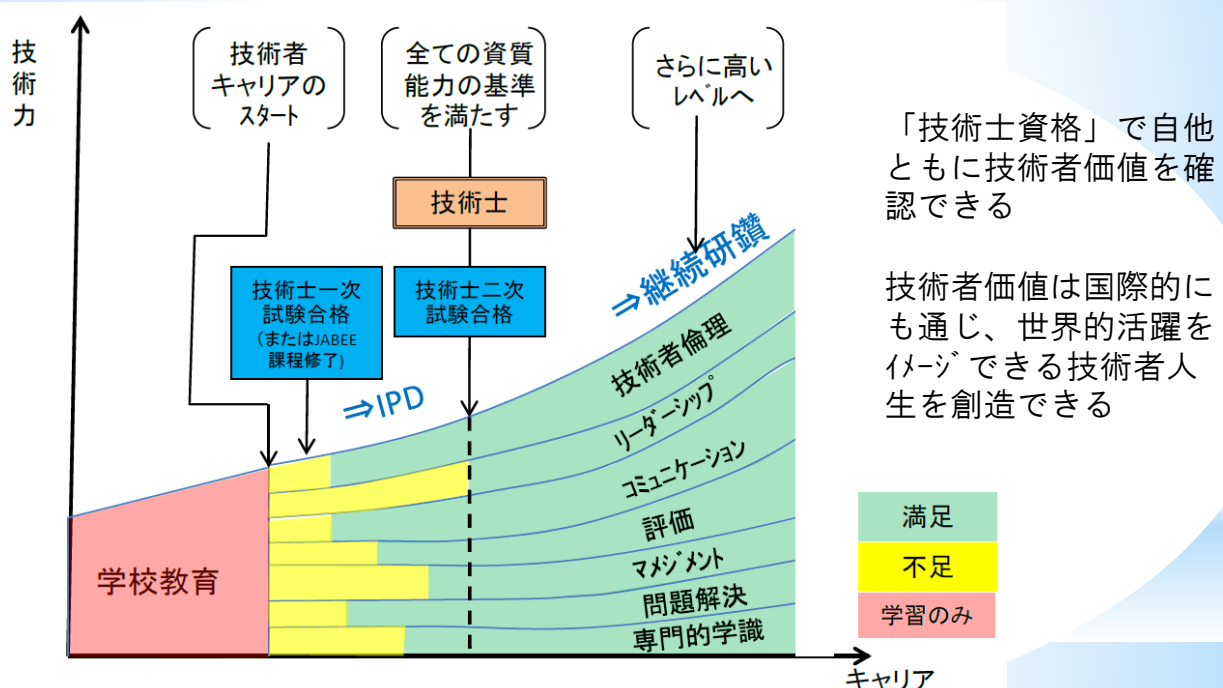 技
術
力
技術者
キャリアの
スタート
全ての資質
能力の基準
を満たす
さらに高い
ﾚﾍﾞﾙへ
技術士
技術士一次
試験合格
(またはJABEE
課程修了)
技術士二次
試験合格
⇒IPD
⇒継続研鑽
技術者倫理
ﾘｰﾀﾞｰｼｯﾌﾟ
ｺﾐｭﾆｹｰｼｮﾝ
評価
ﾏﾒｼﾞﾒﾝﾄ
問題解決
専門的学識
学校教育
キャリア
「技術士資格」で自他
ともに技術者価値を確
認できる
技術者価値は国際的に
も通じ、世界的活躍を
ｲﾒｰｼﾞできる技術者人
生を創造できる
満足
不足
学習のみ